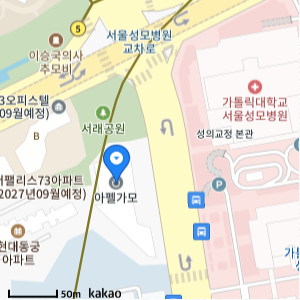 5
서울성모병원
교차로
이승국의사
추모비
3오피스텔
09월예정)
서래공원
가톨릭대학교
서울성모병원
성의교정 본관
B
P
퍼팰리스73아파트
2027년09월예정)
아펠가모
현대동궁
아파트
50m kakao